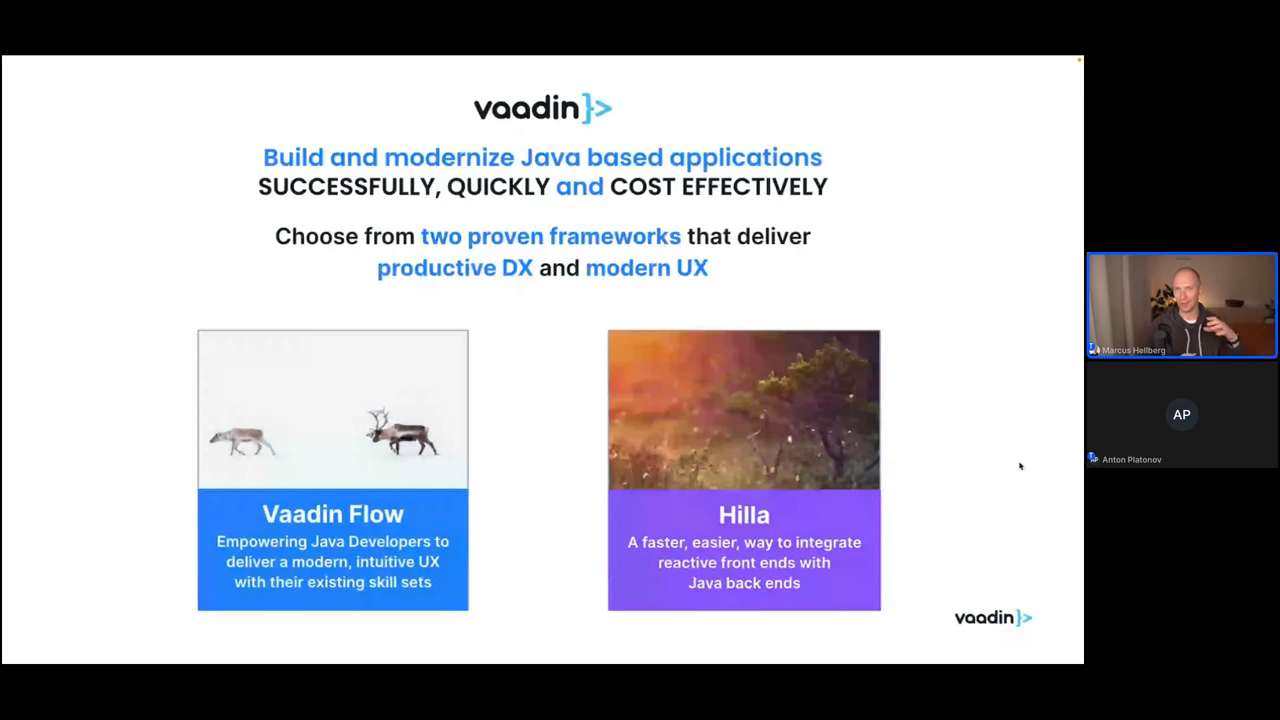 vaadin}>
Build and modernize Java based applications
SUCCESSFULLY, QUICKLY and COST EFFECTIVELY
Choose from two proven frameworks that deliver
productive DX and modern UX
Vaadin Flow
Empowering Java Developers to
deliver a modern, intuitive UX
with their existing skill sets
Hilla
A faster, easier, way to integrate
reactive front ends with
Java back ends
vaadin}>
Marcus Hellberg
AP
Anton Platonov